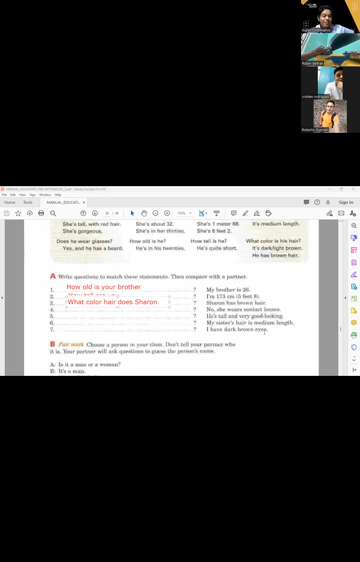 Home Tools
She's tall, with red hair.
She's gorgeous.
She's about 32.
She's in her thirties.
She's 1 meter 88.
She's 6 feet 2.
It's medium length.
Does he wear glasses?
Yes, and he has a beard.
How old is he?
He's in his twenties.
How tall is he?
He's quite short.
What color is his hair?
It's dark/light brown.
He has brown hair.
A Write questions to match these statements. Then compare with a partner.
1. How old is your brother ? My brother is 26.
2. ? I'm 173 cm (5 feet 8).
3. What color hair does Sharon ? Sharon has brown hair.
4. ? No, she wears contact lenses.
5. ? He's tall and very good-looking.
6. ? My sister's hair is medium length.
7. ? I have dark brown eyes.
B Pair work Choose a person in your class. Don't tell your partner who
it is. Your partner will ask questions to guess the person's name.
A: Is it a man or a woman?
B: It's a man.